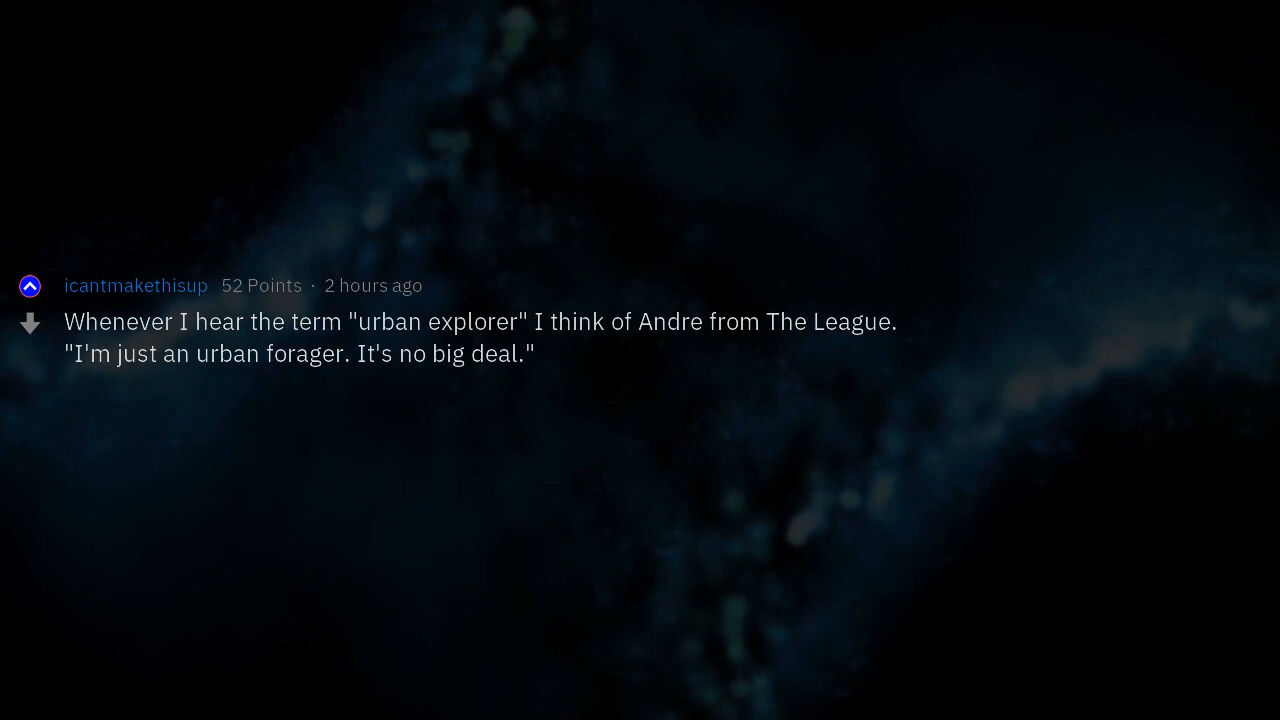 icantmakethisup 52 Points · 2 hours ago
Whenever I hear the term "urban explorer" I think of Andre from The League.
"I'm just an urban forager. It's no big deal."